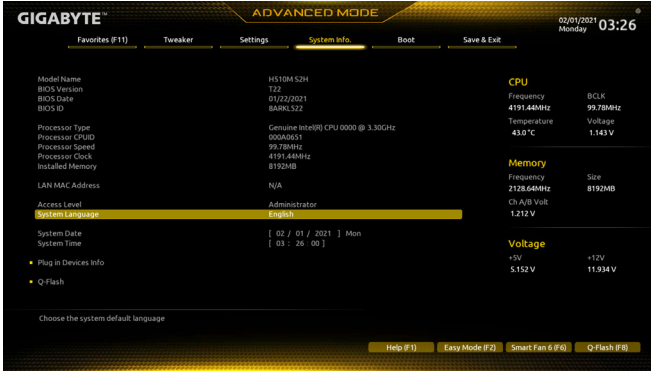 GIGABYTE™
ADVANCED MODE
02/01/2021 Monday 03:26
Favorites (F11) Tweaker Settings System Info. Boot Save & Exit
Model Name H510M S2H
BIOS Version T22
BIOS Date 01/22/2021
BIOS ID BARKLS22
Processor Type Genuine Intel(R) CPU 0000 @ 3.30GHz
Processor CPUID 000A0651
Processor Speed 99.78MHz
Processor Clock 4191.44MHz
Installed Memory 8192MB
LAN MAC Address N/A
Access Level Administrator
System Language English
System Date [ 02 / 01 / 2021 ] Mon
System Time [ 03 : 26 : 00 ]
Plug in Devices Info
Q-Flash
Choose the system default language
CPU
Frequency BCLK
4191.44MHz 99.78MHz
Temperature Voltage
43.0 °C 1.143 V
Memory
Frequency Size
2128.64MHz 8192MB
Ch A/B Volt
1.212 V
Voltage
+5V +12V
5.152 V 11.934 V
Help (F1) Easy Mode (F2) Smart Fan 6 (F6) Q-Flash (F8)